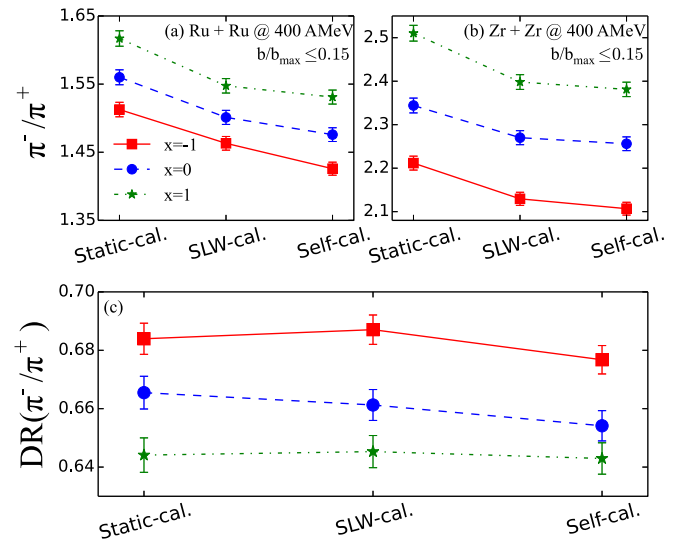 1.65
1.55
1.45
1.35
π⁻/π⁺
(a) Ru + Ru @ 400 AMeV
b/b_max ≤0.15
x=-1
x=0
x=1
Static-cal.
SLW-cal.
Self-cal.
2.5
2.4
2.3
2.2
2.1
(b) Zr + Zr @ 400 AMeV
b/b_max ≤0.15
Static-cal.
SLW-cal.
Self-cal.
0.70
0.68
0.66
0.64
DR(π⁻/π⁺)
(c)
Static-cal.
SLW-cal.
Self-cal.